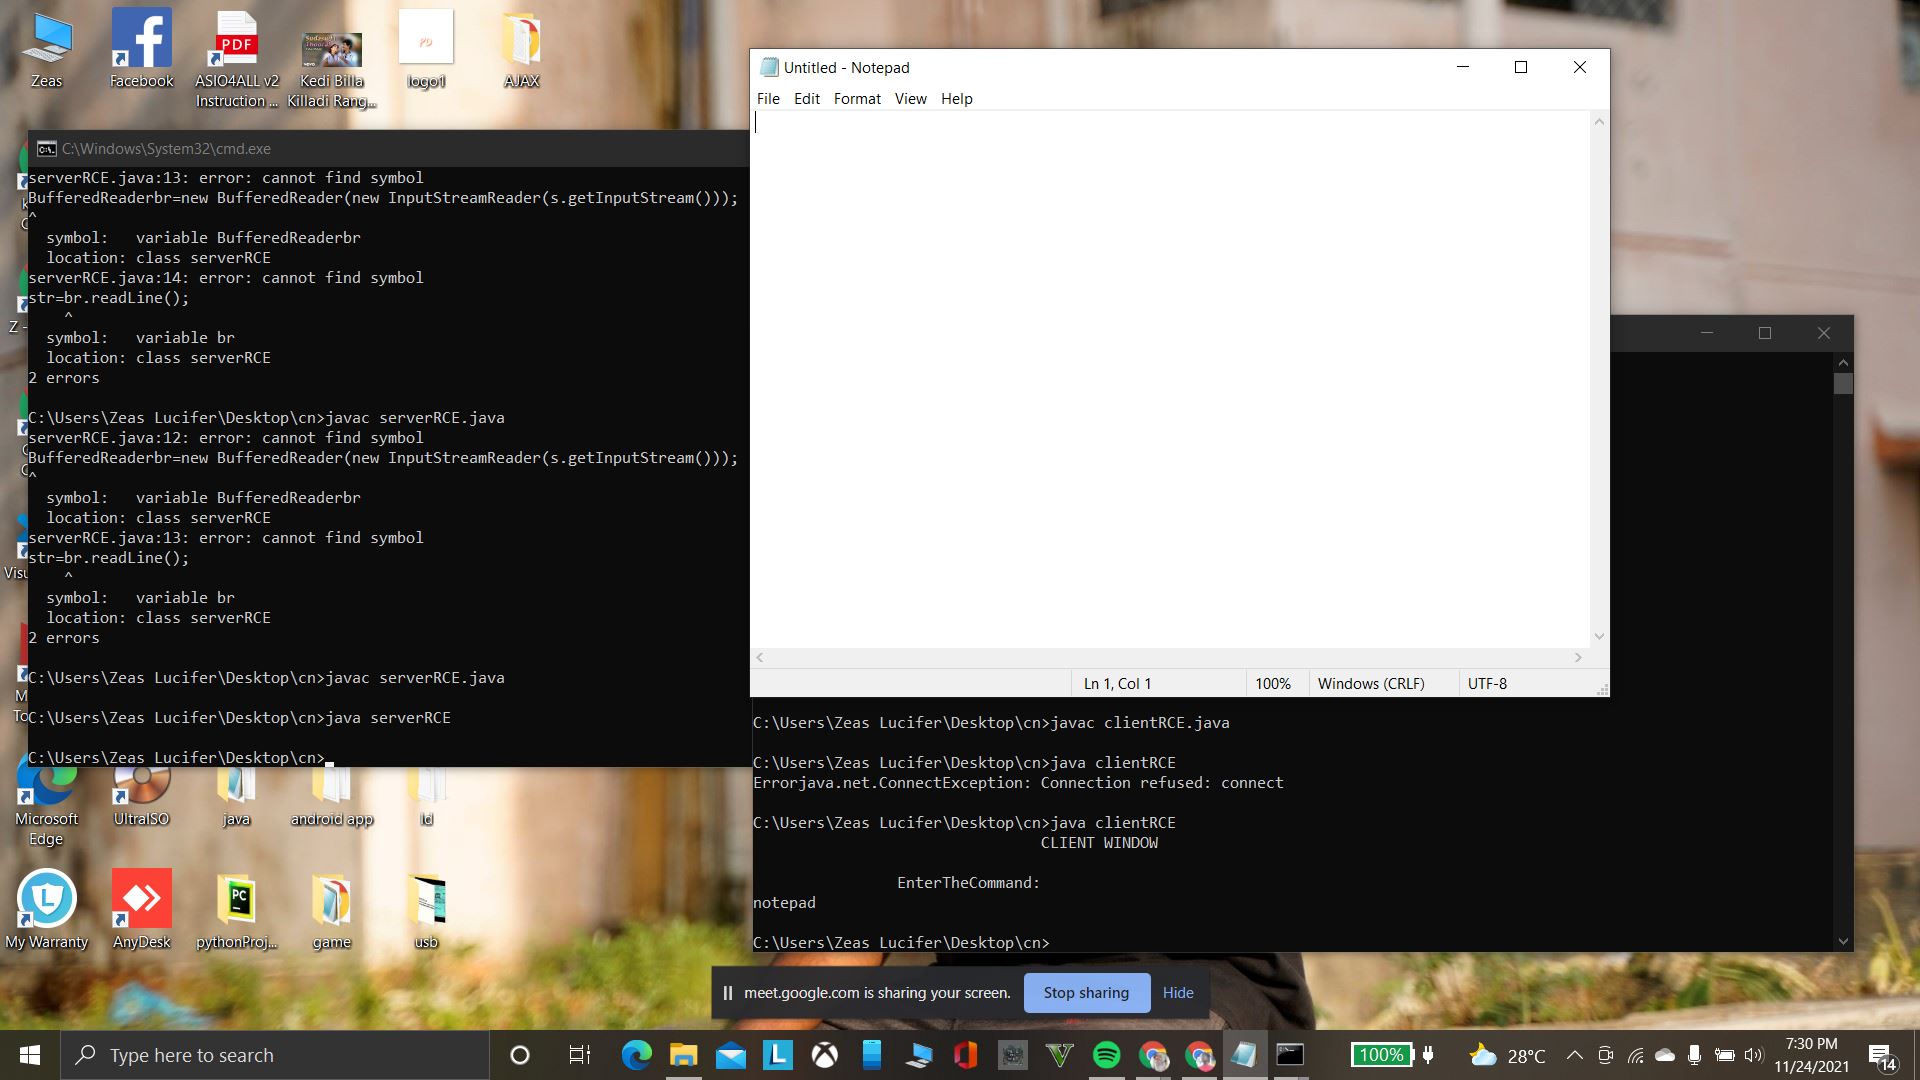 Zeas
Facebook
ASIO4ALL v2
Instruction ...
Kedi Billa
Killadi Rang...
logo1
AJAX
PDF
C:\Windows\System32\cmd.exe
serverRCE.java:13: error: cannot find symbol
BufferedReaderbr=new BufferedReader(new InputStreamReader(s.getInputStream()));
^
symbol:   variable BufferedReaderbr
location: class serverRCE
serverRCE.java:14: error: cannot find symbol
str=br.readLine();
^
symbol:   variable br
location: class serverRCE
2 errors
C:\Users\Zeas Lucifer\Desktop\cn>javac serverRCE.java
serverRCE.java:12: error: cannot find symbol
BufferedReaderbr=new BufferedReader(new InputStreamReader(s.getInputStream()));
^
symbol:   variable BufferedReaderbr
location: class serverRCE
serverRCE.java:13: error: cannot find symbol
str=br.readLine();
^
symbol:   variable br
location: class serverRCE
2 errors
C:\Users\Zeas Lucifer\Desktop\cn>javac serverRCE.java
C:\Users\Zeas Lucifer\Desktop\cn>java serverRCE
C:\Users\Zeas Lucifer\Desktop\cn>
Untitled - Notepad
File Edit Format View Help
Ln 1, Col 1
100%
Windows (CRLF)
UTF-8
C:\Users\Zeas Lucifer\Desktop\cn>javac clientRCE.java
C:\Users\Zeas Lucifer\Desktop\cn>java clientRCE
Errorjava.net.ConnectException: Connection refused: connect
C:\Users\Zeas Lucifer\Desktop\cn>java clientRCE
CLIENT WINDOW
EnterTheCommand:
notepad
C:\Users\Zeas Lucifer\Desktop\cn>
Microsoft
Edge
UltraISO
java
android app
ld
My Warranty
AnyDesk
pythonProj...
game
usb
meet.google.com is sharing your screen.
Stop sharing
Hide
Type here to search
100%
28°C
7:30 PM
11/24/2021
14